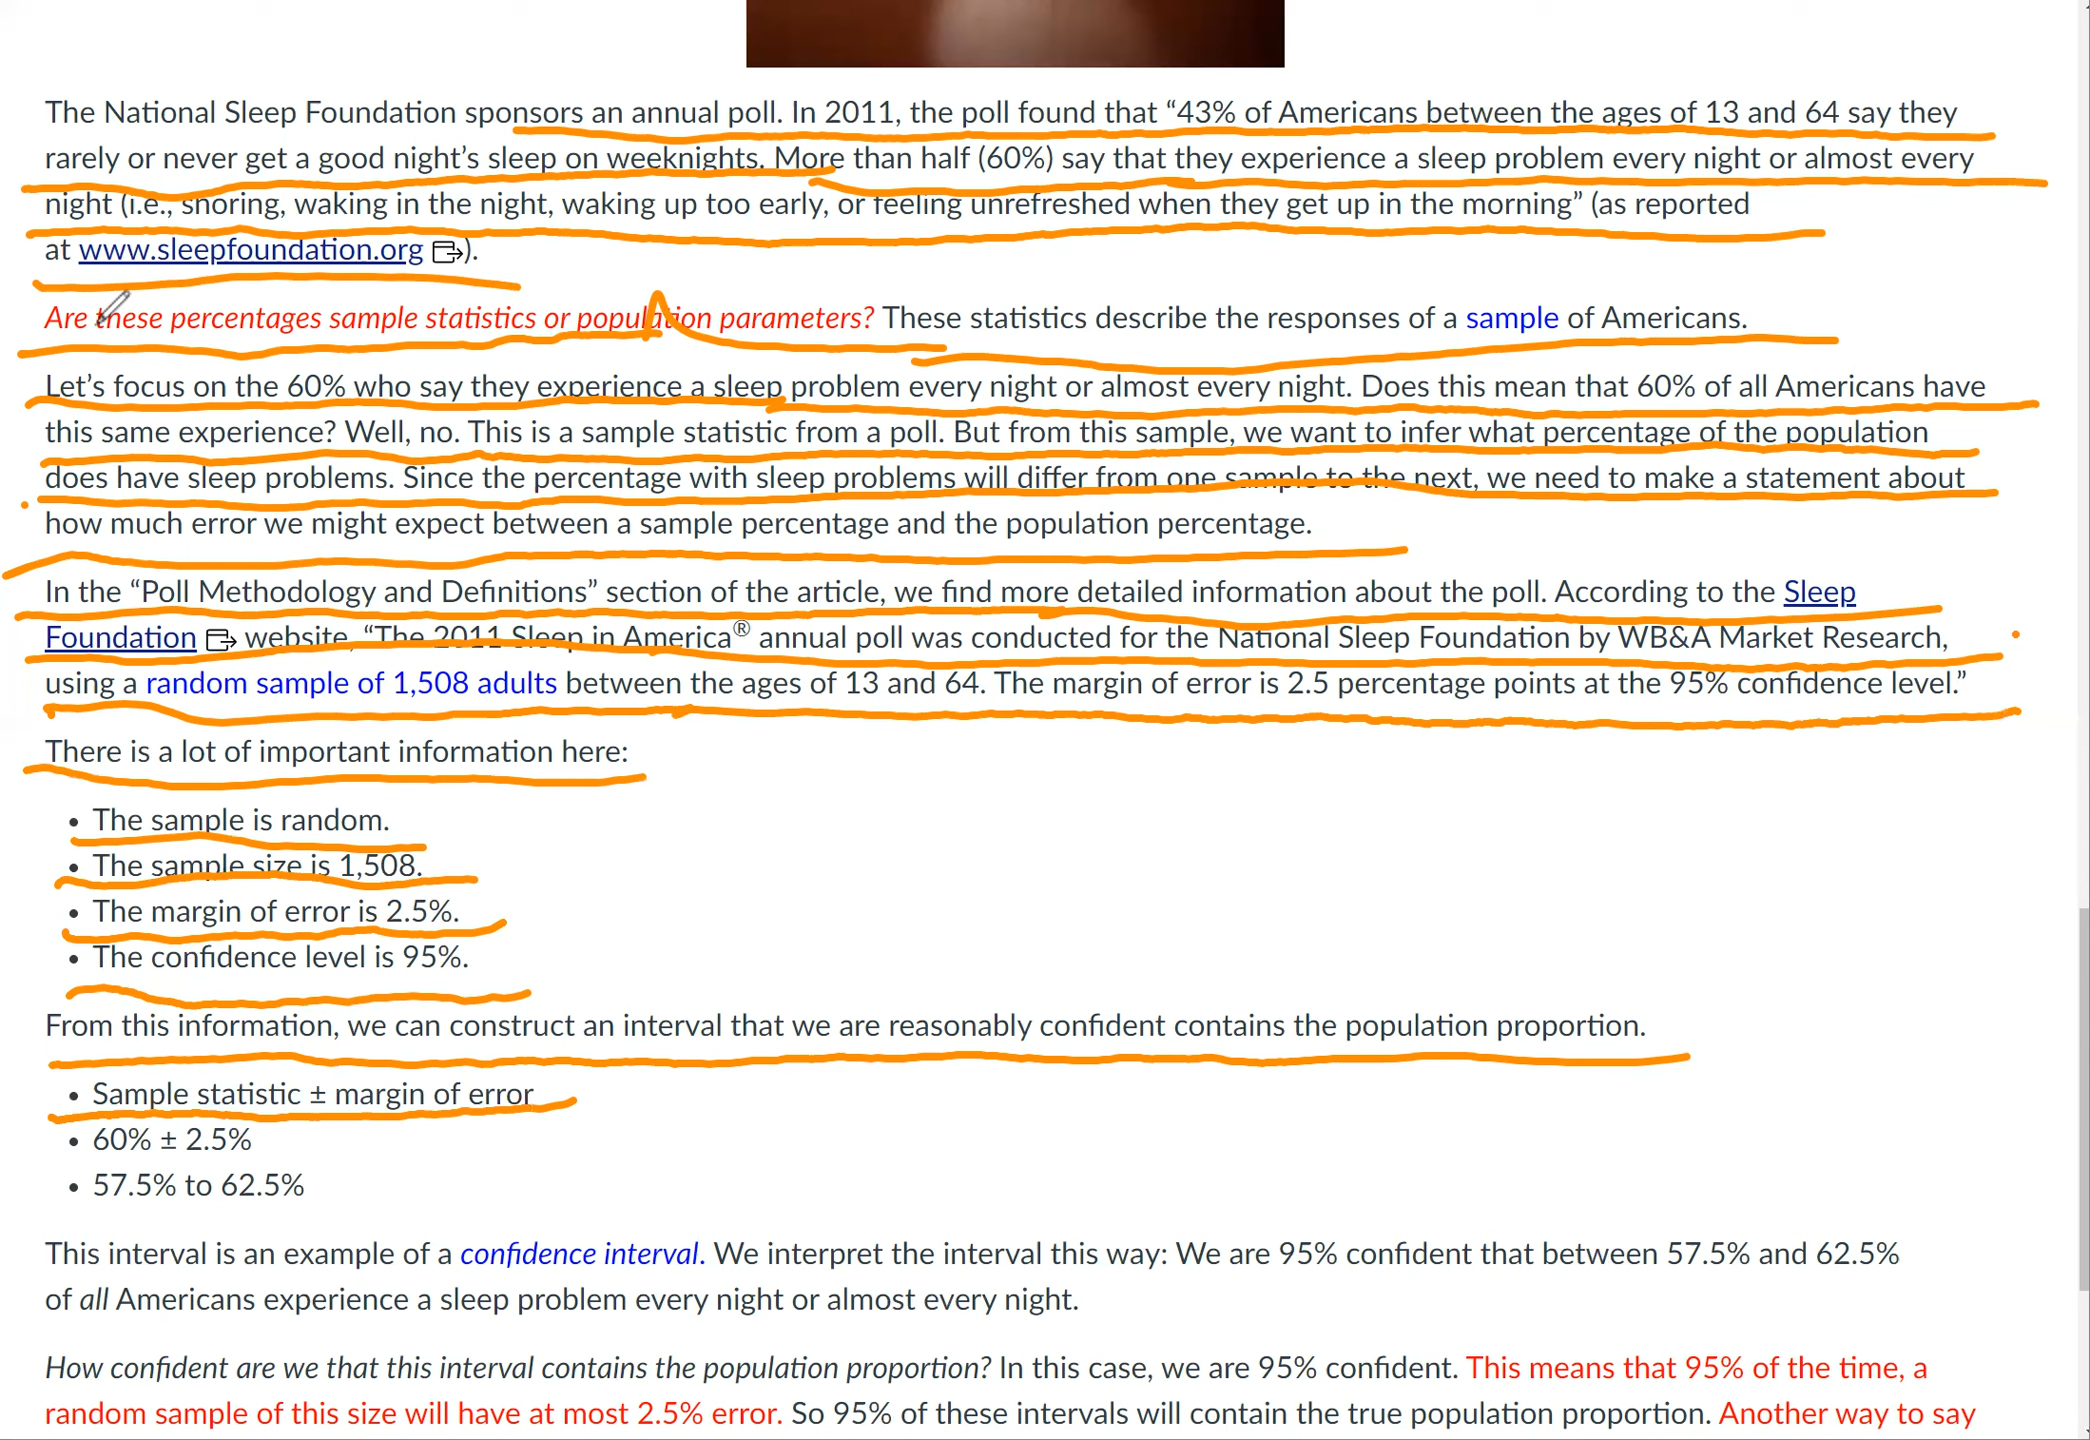 The National Sleep Foundation sponsors an annual poll. In 2011, the poll found that “43% of Americans between the ages of 13 and 64 say they
rarely or never get a good night’s sleep on weeknights. More than half (60%) say that they experience a sleep problem every night or almost every
night (i.e., snoring, waking in the night, waking up too early, or feeling unrefreshed when they get up in the morning” (as reported
at www.sleepfoundation.org).
Are these percentages sample statistics or population parameters? These statistics describe the responses of a sample of Americans.
Let’s focus on the 60% who say they experience a sleep problem every night or almost every night. Does this mean that 60% of all Americans have
this same experience? Well, no. This is a sample statistic from a poll. But from this sample, we want to infer what percentage of the population
does have sleep problems. Since the percentage with sleep problems will differ from one sample to the next, we need to make a statement about
how much error we might expect between a sample percentage and the population percentage.
In the “Poll Methodology and Definitions” section of the article, we find more detailed information about the poll. According to the Sleep
Foundation website, “The 2011 Sleep in America® annual poll was conducted for the National Sleep Foundation by WB&A Market Research,
using a random sample of 1,508 adults between the ages of 13 and 64. The margin of error is 2.5 percentage points at the 95% confidence level.”
There is a lot of important information here:
• The sample is random.
• The sample size is 1,508.
• The margin of error is 2.5%.
• The confidence level is 95%.
From this information, we can construct an interval that we are reasonably confident contains the population proportion.
• Sample statistic ± margin of error
• 60% ± 2.5%
• 57.5% to 62.5%
This interval is an example of a confidence interval. We interpret the interval this way: We are 95% confident that between 57.5% and 62.5%
of all Americans experience a sleep problem every night or almost every night.
How confident are we that this interval contains the population proportion? In this case, we are 95% confident. This means that 95% of the time, a
random sample of this size will have at most 2.5% error. So 95% of these intervals will contain the true population proportion. Another way to say